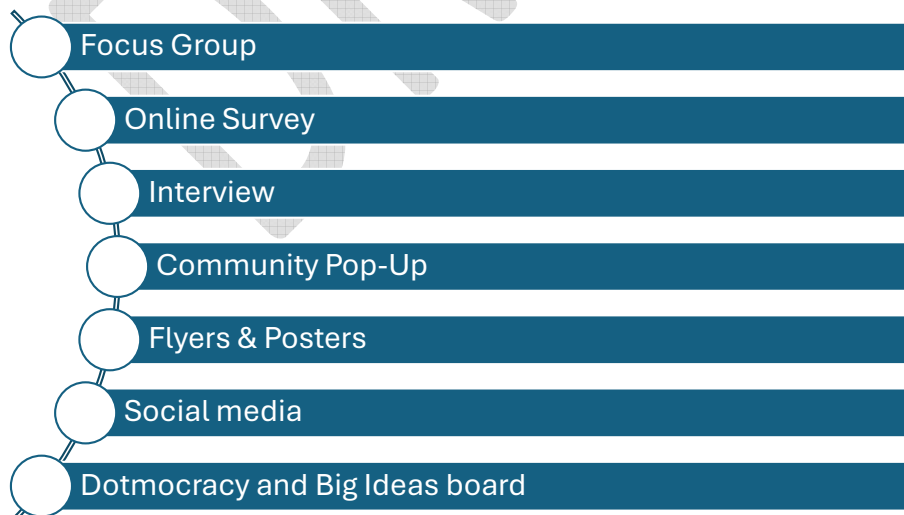 Focus Group
Online Survey
Interview
Community Pop-Up
Flyers & Posters
Social media
Dotmocracy and Big Ideas board